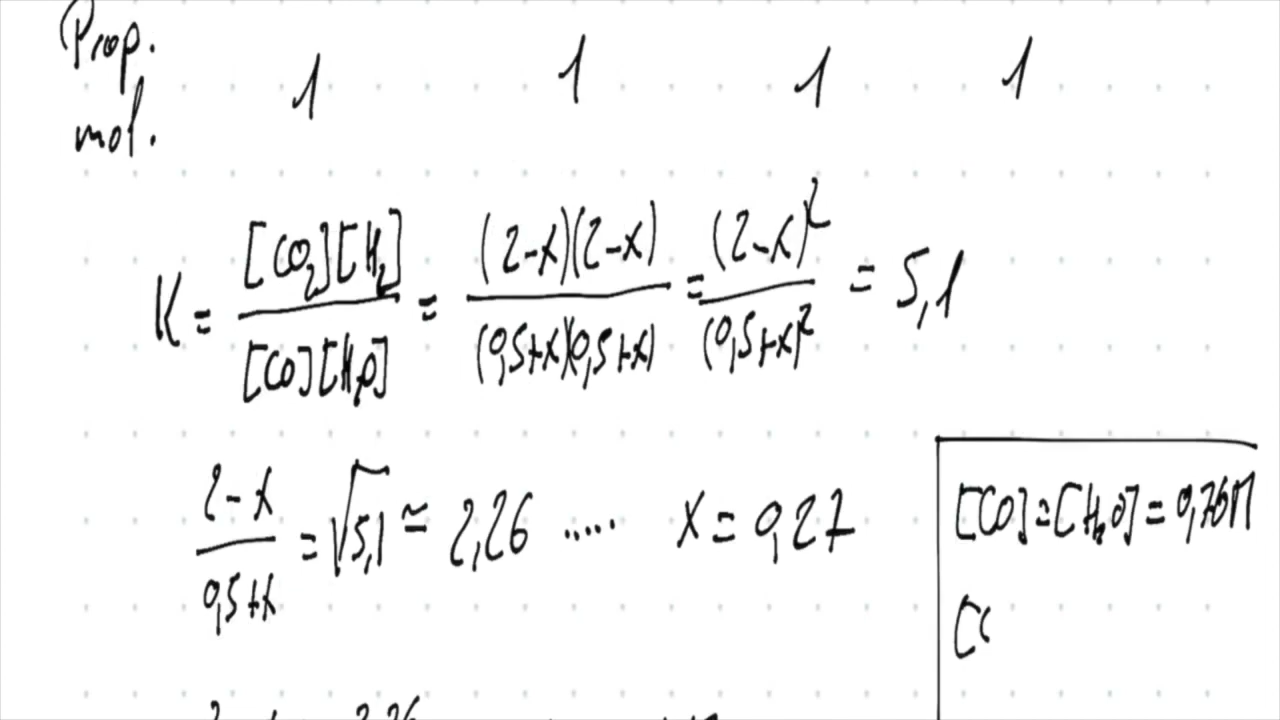 Prop.
mol. 1 1 1 1
K = [CO₂][H₂] / [CO][H₂O] = (2-x)(2-x) / (0,5+x)(0,5+x) = (2-x)² / (0,5+x)² = 5,1
2-x / 0,5+x = √5,1 ≃ 2,26 ..... x = 0,27
[CO]=[H₂O]=0,76M
[C